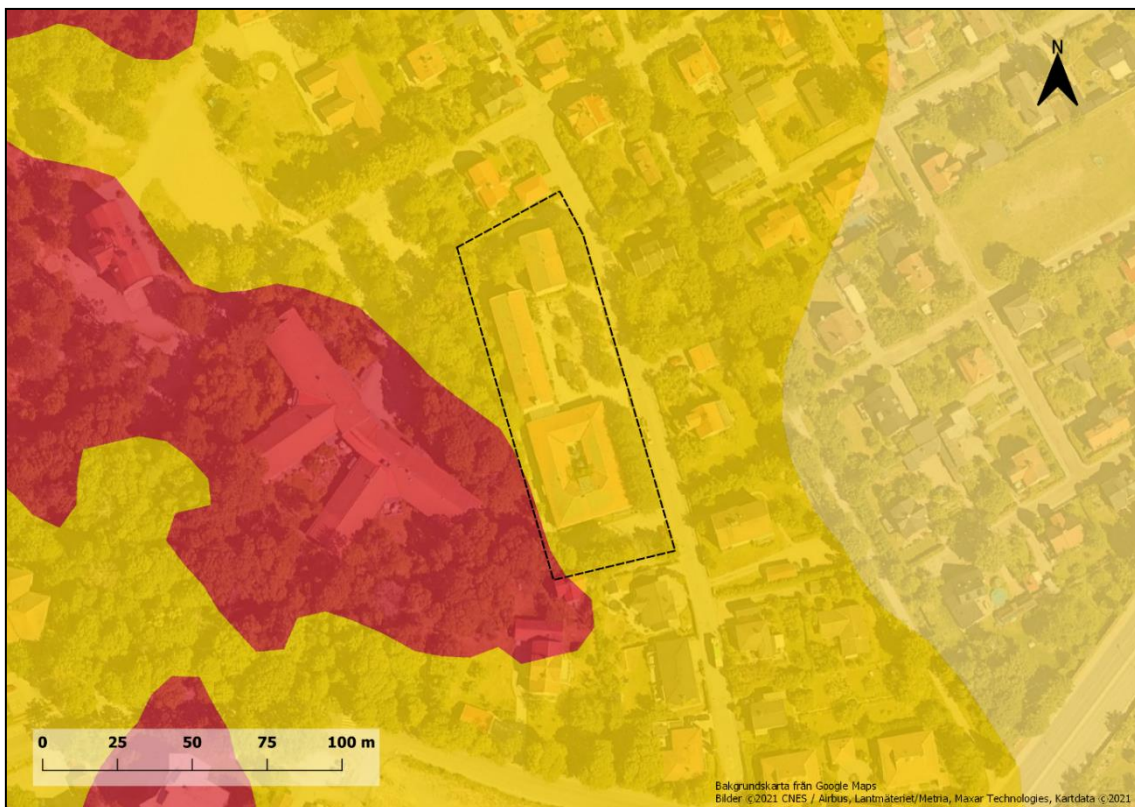 N
0 25 50 75 100 m
Bakgrundskarta från Google Maps
Bilder ©2021 CNES / Airbus, Lantmäteriet/Metria, Maxar Technologies, Kartdata ©2021